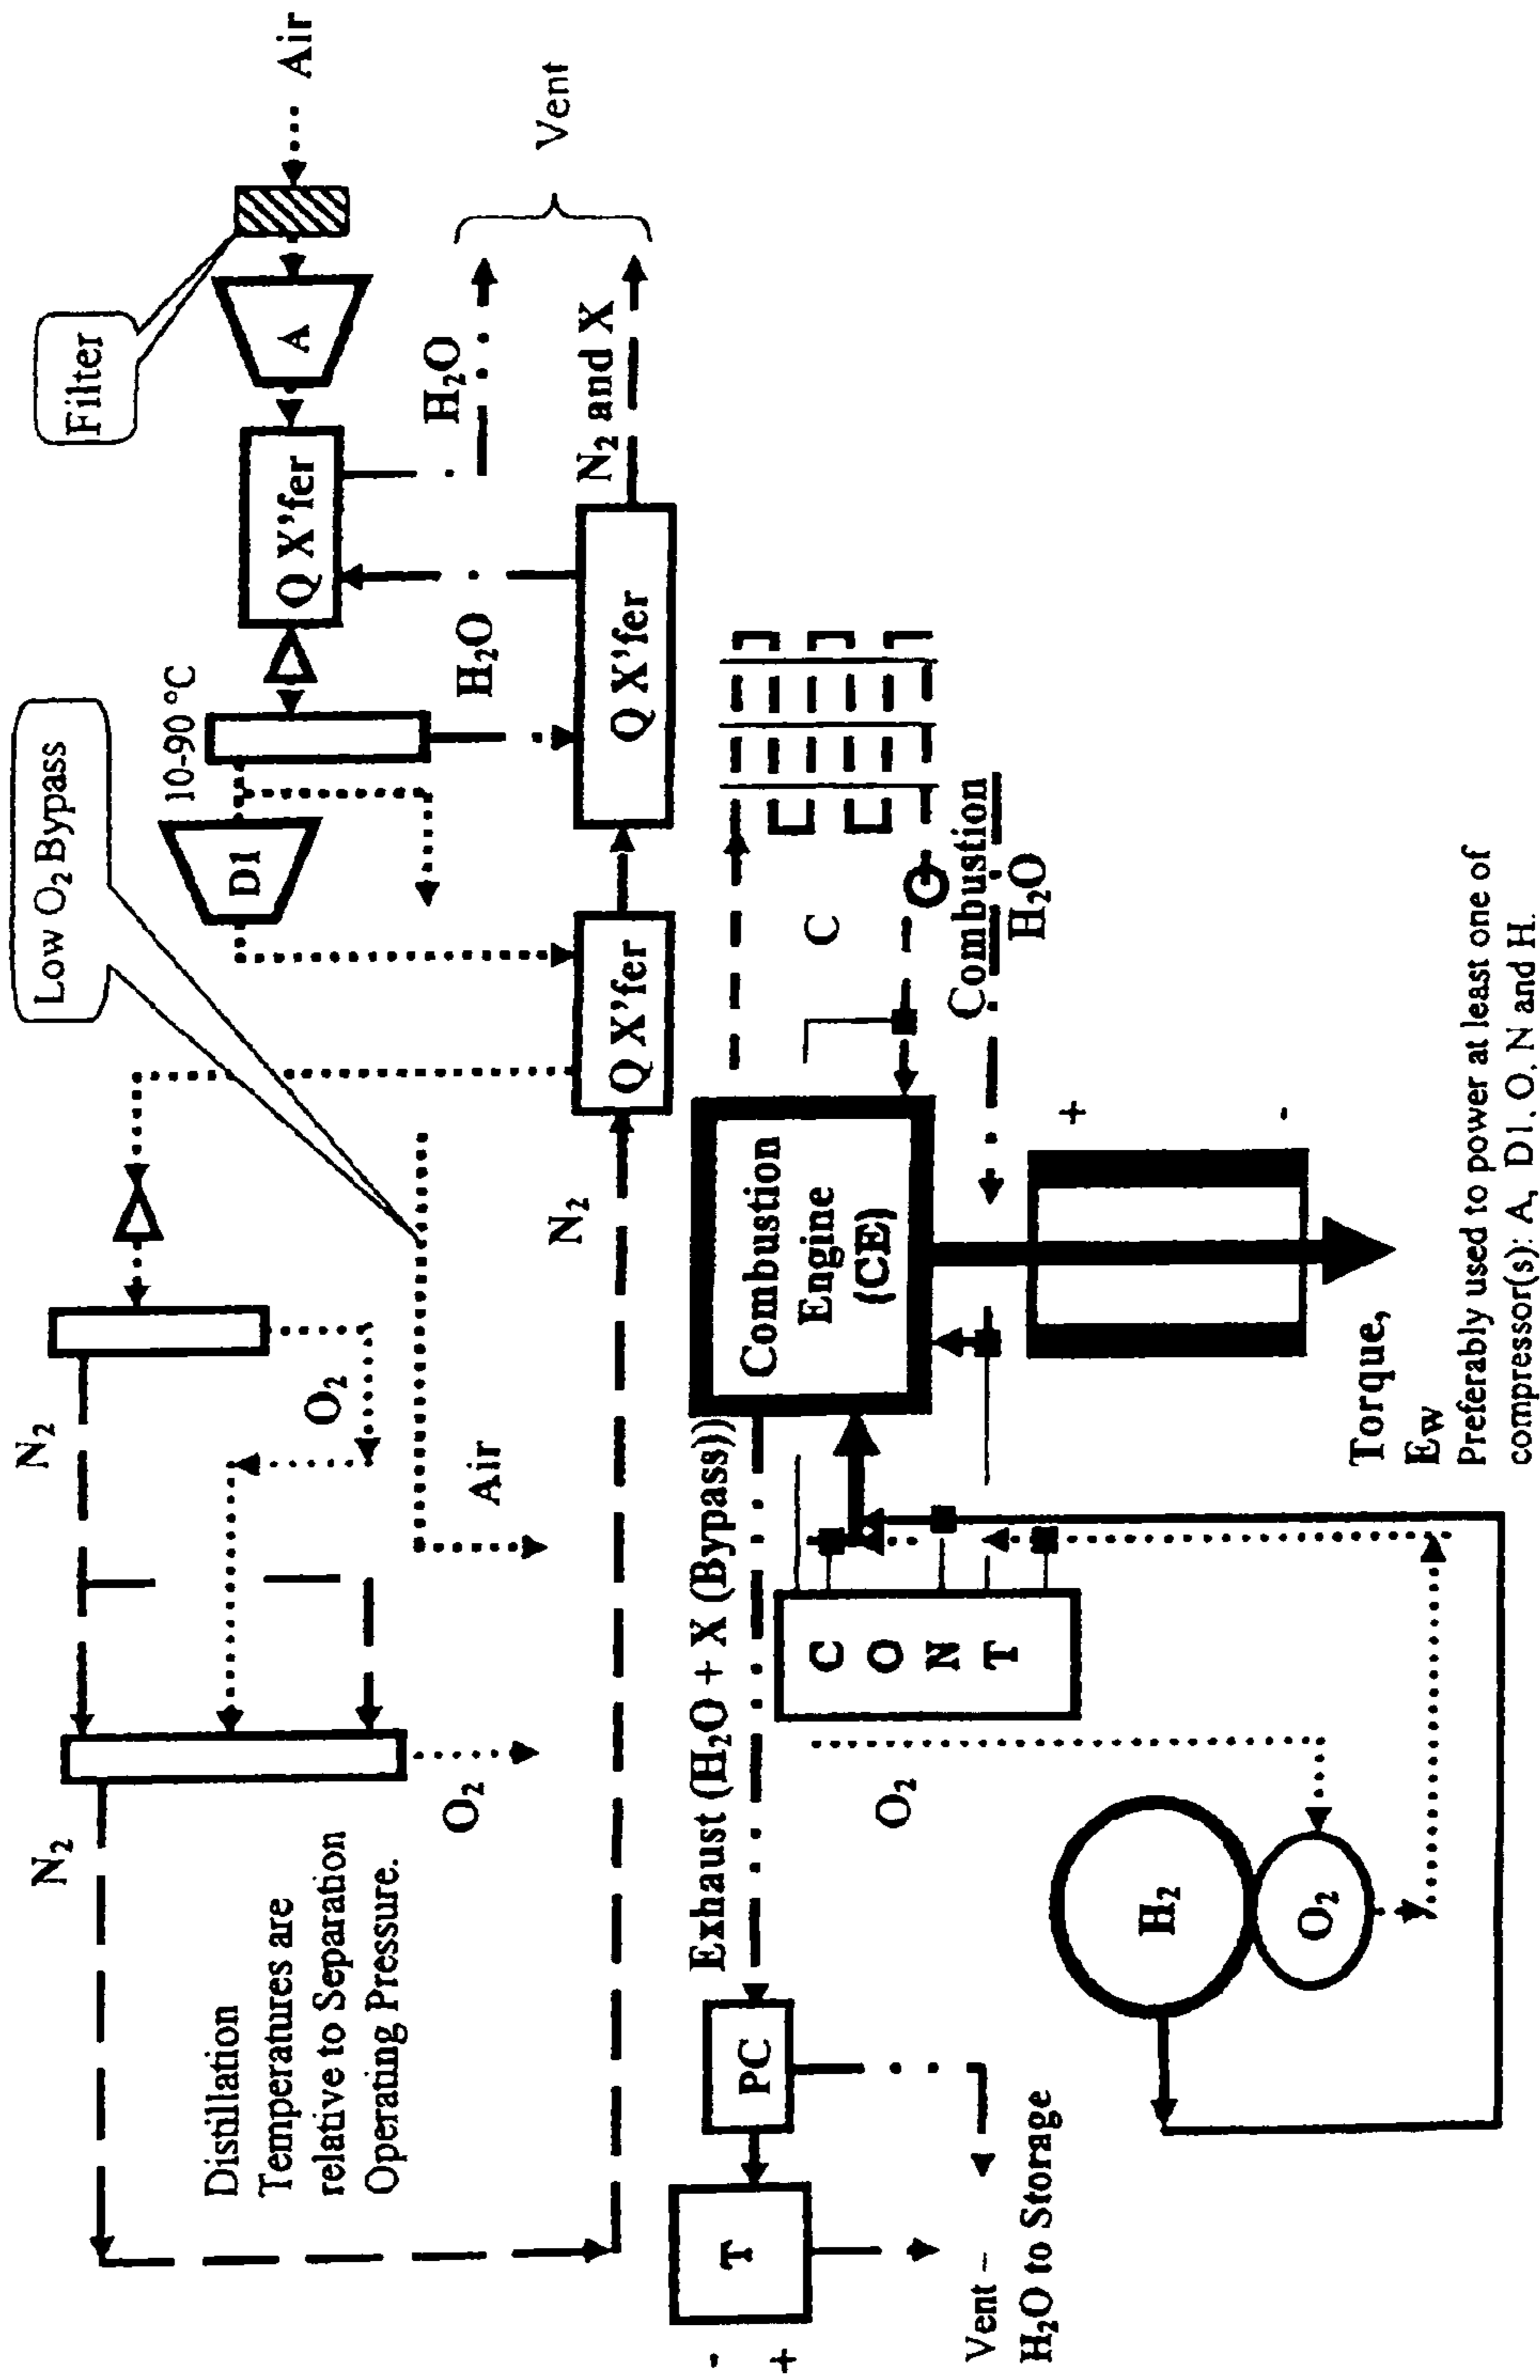 Filter
Air
A
Q X'fer
H₂O
Vent
10-90 °C
Low O₂ Bypass
D1
H₂O
N₂ and X
Q X'fer
Q X'fer
N₂
N₂
O₂
Air
N₂
O₂
Distillation
Temperatures are
relative to Separation
Operating Pressure.
N₂
Exhaust (H₂O + X (Bypass))
Combustion
Engine
(CE)
C
Combustion
H₂O
+
-
C
O
N
T
O₂
PC
T
-
+
Vent –
H₂O to Storage
H₂
O₂
Torque,
Ew
Preferably used to power at least one of
compressor(s): A, D1, O, N and H.